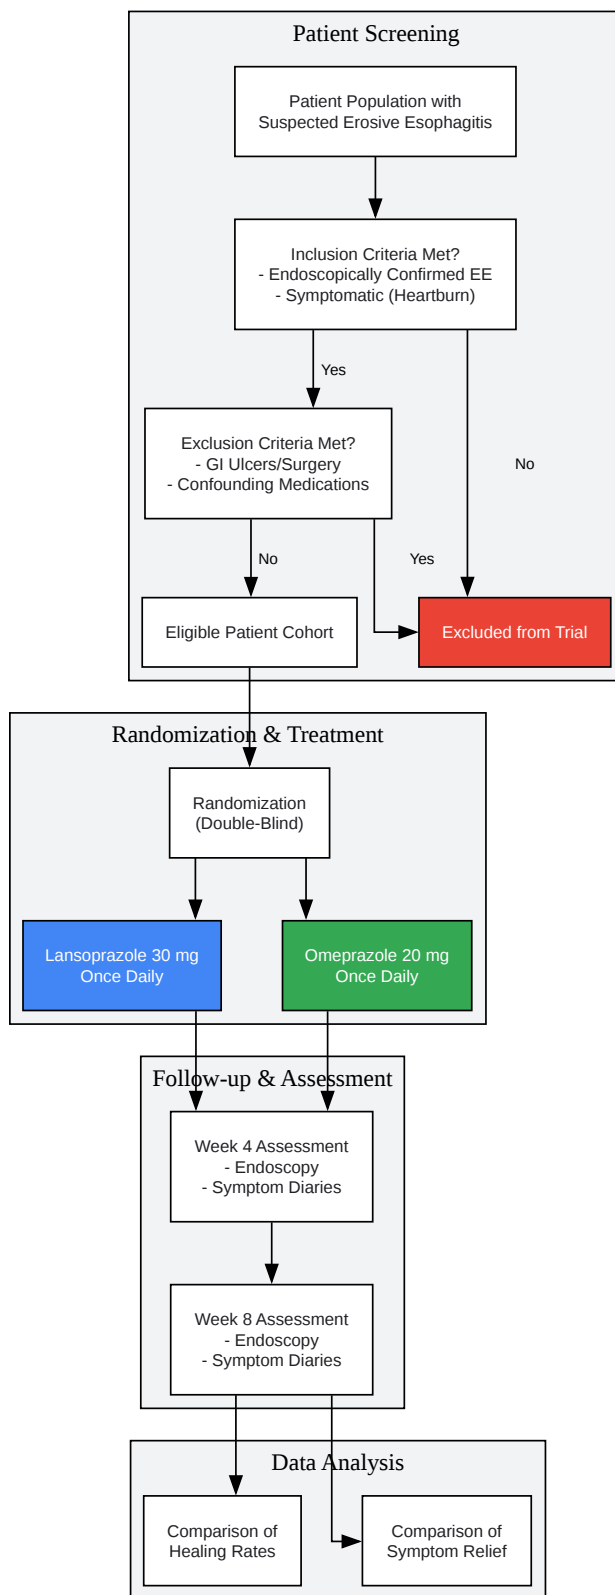 Patient Screening
Patient Population with
Suspected Erosive Esophagitis
Inclusion Criteria Met?
- Endoscopically Confirmed EE
- Symptomatic (Heartburn)
Yes
No
Exclusion Criteria Met?
- GI Ulcers/Surgery
- Confounding Medications
No
Yes
Eligible Patient Cohort
Excluded from Trial
Randomization & Treatment
Randomization
(Double-Blind)
Lansoprazole 30 mg
Once Daily
Omeprazole 20 mg
Once Daily
Follow-up & Assessment
Week 4 Assessment
- Endoscopy
- Symptom Diaries
Week 8 Assessment
- Endoscopy
- Symptom Diaries
Data Analysis
Comparison of
Healing Rates
Comparison of
Symptom Relief